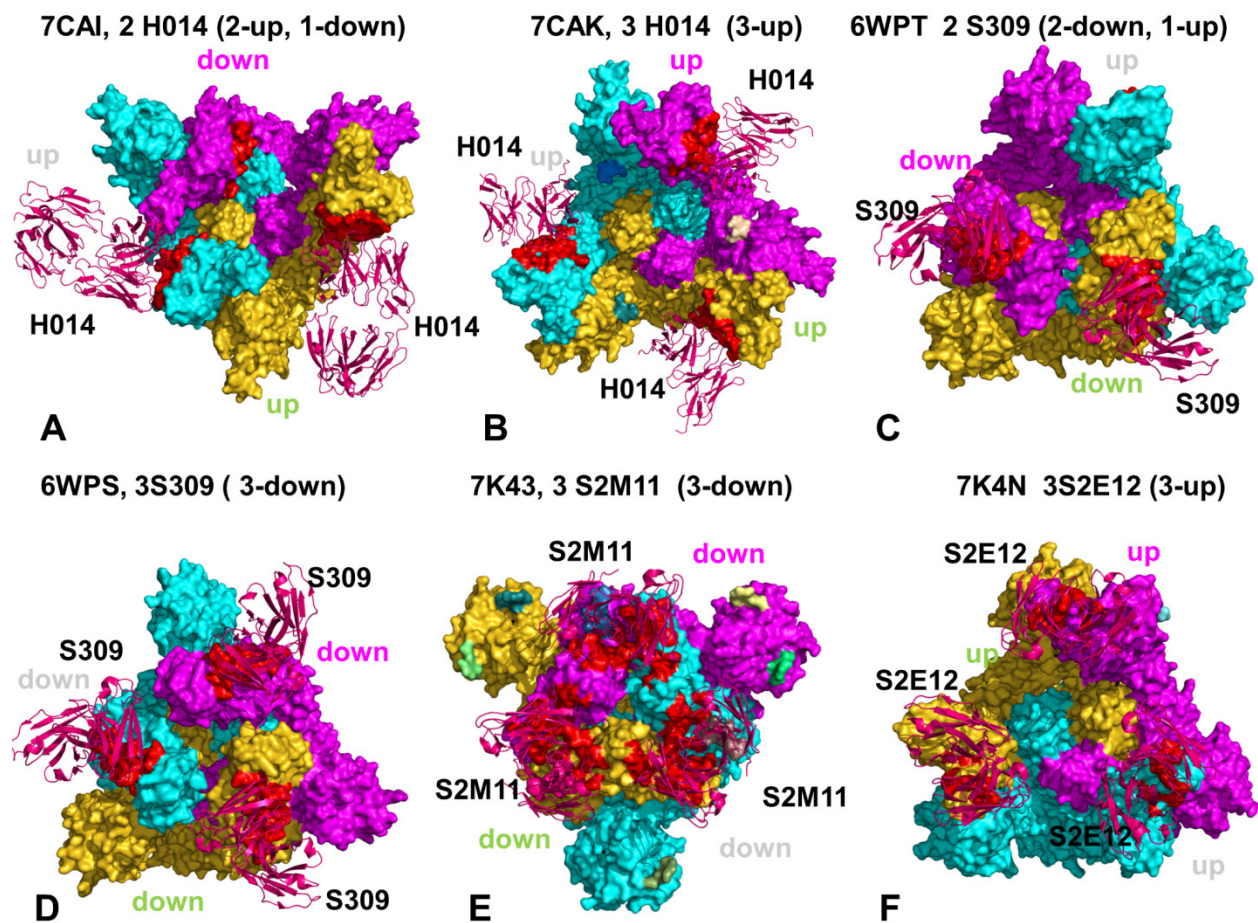 7CAI, 2 H014 (2-up, 1-down)
down
up
H014
H014
up
A
7CAK, 3 H014 (3-up)
up
H014
H014
up
up
H014
B
6WPT 2 S309 (2-down, 1-up)
up
down
S309
down
S309
C
6WPS, 3S309 ( 3-down)
S309
S309
down
down
down
S309
D
7K43, 3 S2M11 (3-down)
S2M11
down
S2M11
S2M11
down
down
E
7K4N 3S2E12 (3-up)
S2E12
up
up
S2E12
S2E12
up
F